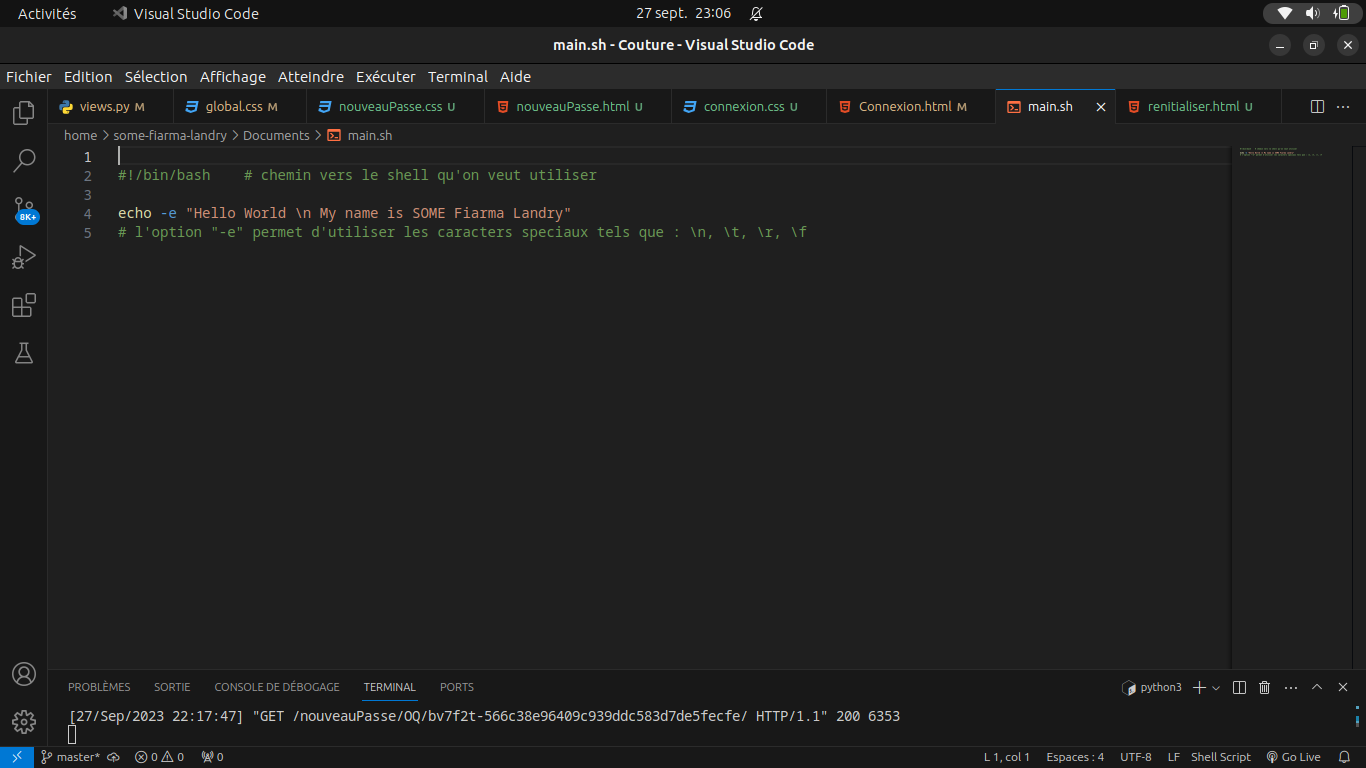 Activités Visual Studio Code 27 sept. 23:06
main.sh - Couture - Visual Studio Code
Fichier Edition Sélection Affichage Atteindre Exécuter Terminal Aide
views.py M global.css M nouveauPasse.css U nouveauPasse.html U connexion.css U Connexion.html M main.sh renitialiser.html U
home > some-fiarma-landry > Documents > main.sh
1
2 #!/bin/bash    # chemin vers le shell qu'on veut utiliser
3
4 echo -e "Hello World \n My name is SOME Fiarma Landry"
5 # l'option "-e" permet d'utiliser les caracters speciaux tels que : \n, \t, \r, \f
8K+
PROBLÈMES SORTIE CONSOLE DE DÉBOGAGE TERMINAL PORTS python3
[27/Sep/2023 22:17:47] "GET /nouveauPasse/OQ/bv7f2t-566c38e96409c939ddc583d7de5fecfe/ HTTP/1.1" 200 6353
master* 0 0 0 L 1, col 1 Espaces : 4 UTF-8 LF Shell Script Go Live